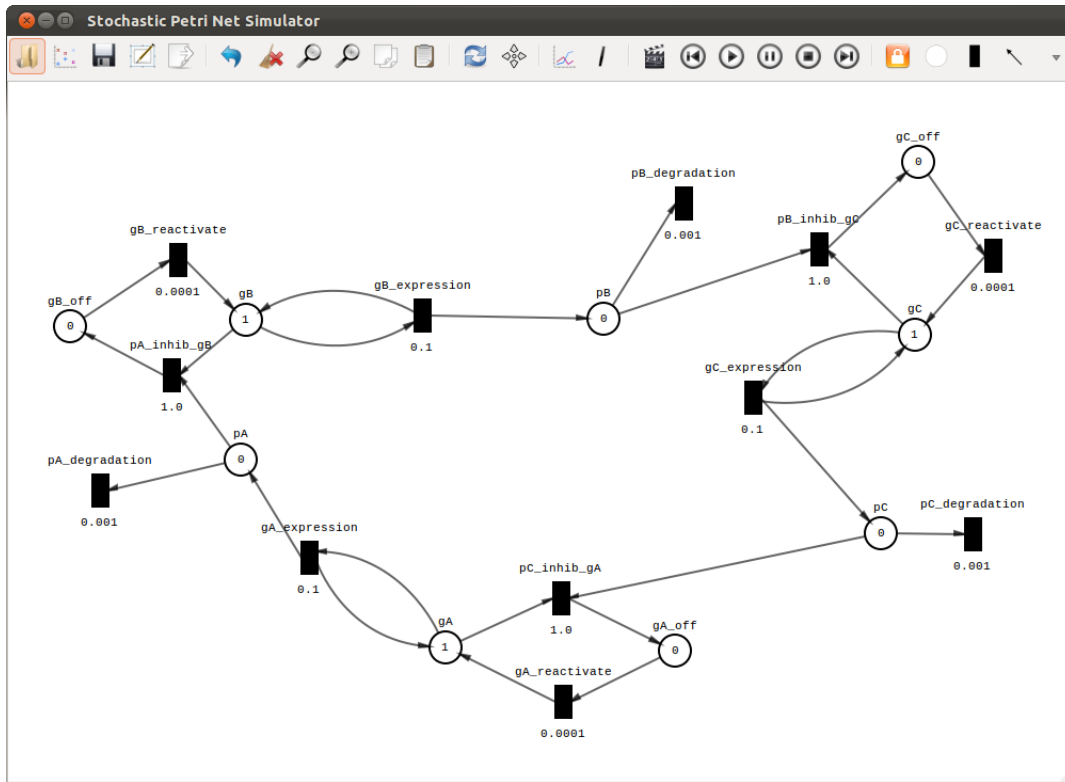 Stochastic Petri Net Simulator
gC_off
0
pB_degradation
0.001
pB_inhib_gC
1.0
gC_reactivate
0.0001
gB_reactivate
0.0001
gB_off
0
gB
1
gB_expression
0.1
pB
0
gC
1
pA_inhib_gB
1.0
gC_expression
0.1
pA
0
pA_degradation
0.001
pC
0
pC_degradation
0.001
gA_expression
0.1
pC_inhib_gA
1.0
gA
1
gA_off
0
gA_reactivate
0.0001